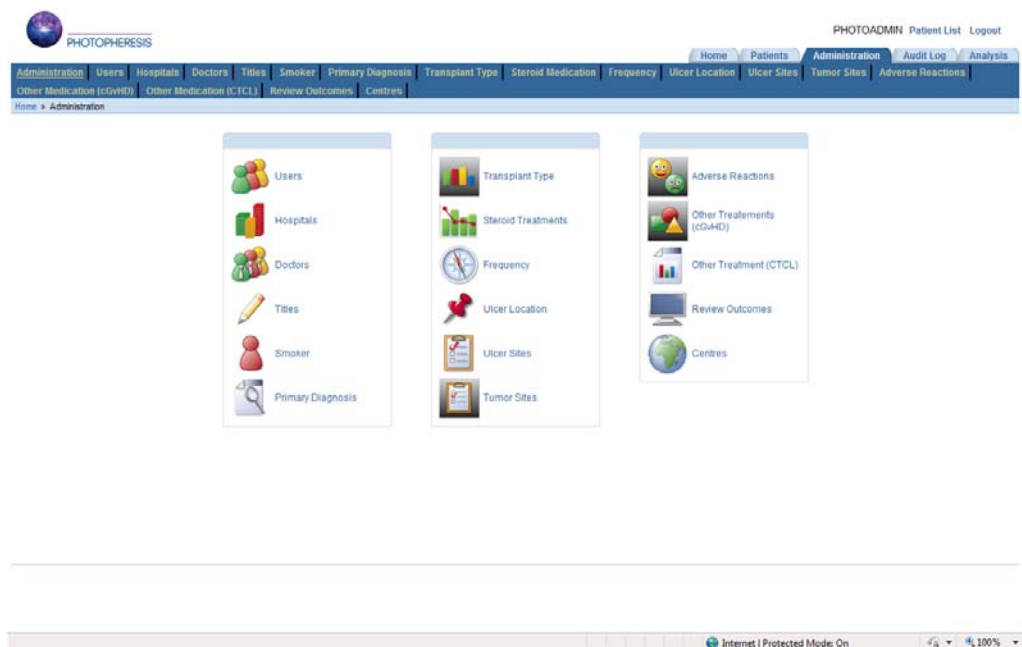 PHOTOPHERESIS
PHOTOADMIN Patient List Logout
Home Patients Administration Audit Log Analysis
Administration Users Hospitals Doctors Titles Smoker Primary Diagnosis Transplant Type Steroid Medication Frequency Ulcer Location Ulcer Sites Tumor Sites Adverse Reactions
Other Medication (cGvHD) Other Medication (CTCL) Review Outcomes Centres
Home » Administration
Users
Hospitals
Doctors
Titles
Smoker
Primary Diagnosis
Transplant Type
Steroid Treatments
Frequency
Ulcer Location
Ulcer Sites
Tumor Sites
Adverse Reactions
Other Treatements
(cGvHD)
Other Treatment (CTCL)
Review Outcomes
Centres
Internet | Protected Mode: On 100%